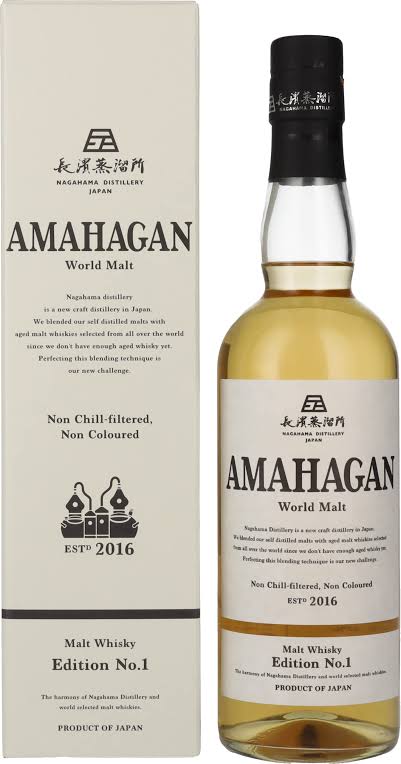 長濱蒸溜所
NAGAHAMA DISTILLERY
JAPAN
AMAHAGAN
World Malt
Nagahama distillery
is a new craft distillery in Japan.
We blended our self distilled malts with
aged malt whiskies selected from all over the world
since we don't have enough aged whisky yet.
Perfecting this blending technique is
our new challenge.
Non Chill-filtered,
Non Coloured
ESTD 2016
Malt Whisky
Edition No.1
The harmony of Nagahama Distillery and
world selected malt whiskies.
PRODUCT OF JAPAN
長濱蒸溜所
NAGAHAMA DISTILLERY
長濱蒸溜所
NAGAHAMA DISTILLERY
JAPAN
AMAHAGAN
World Malt
Nagahama Distillery is a new craft distillery in Japan.
We blended our self distilled malts with aged malt whiskies selected
from all over the world since we don't have enough aged whisky yet.
Perfecting this blending technique is our new challenge.
Non Chill-filtered, Non Coloured
ESTD 2016
Malt Whisky
Edition No.1
The harmony of Nagahama Distillery and world selected malt whiskies.
PRODUCT OF JAPAN